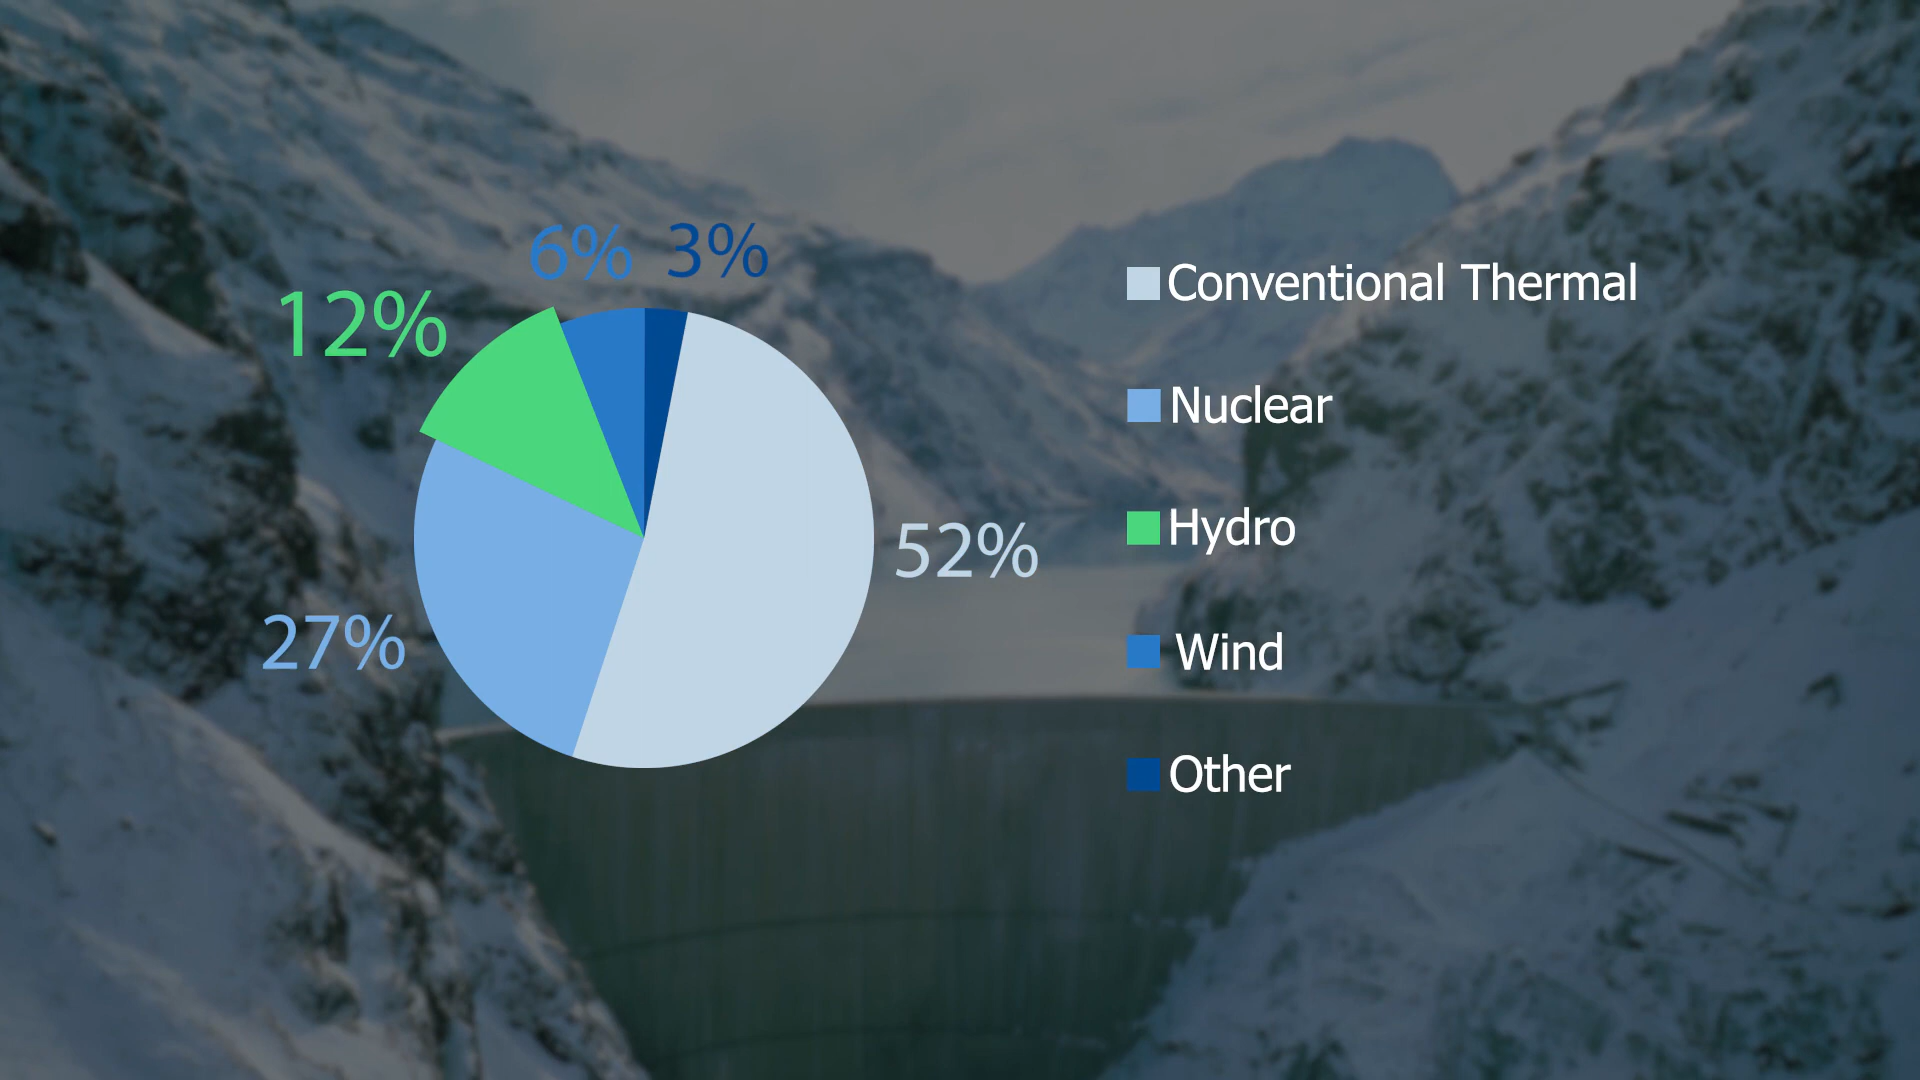 6% 3%
12%
52%
27%
Conventional Thermal
Nuclear
Hydro
Wind
Other